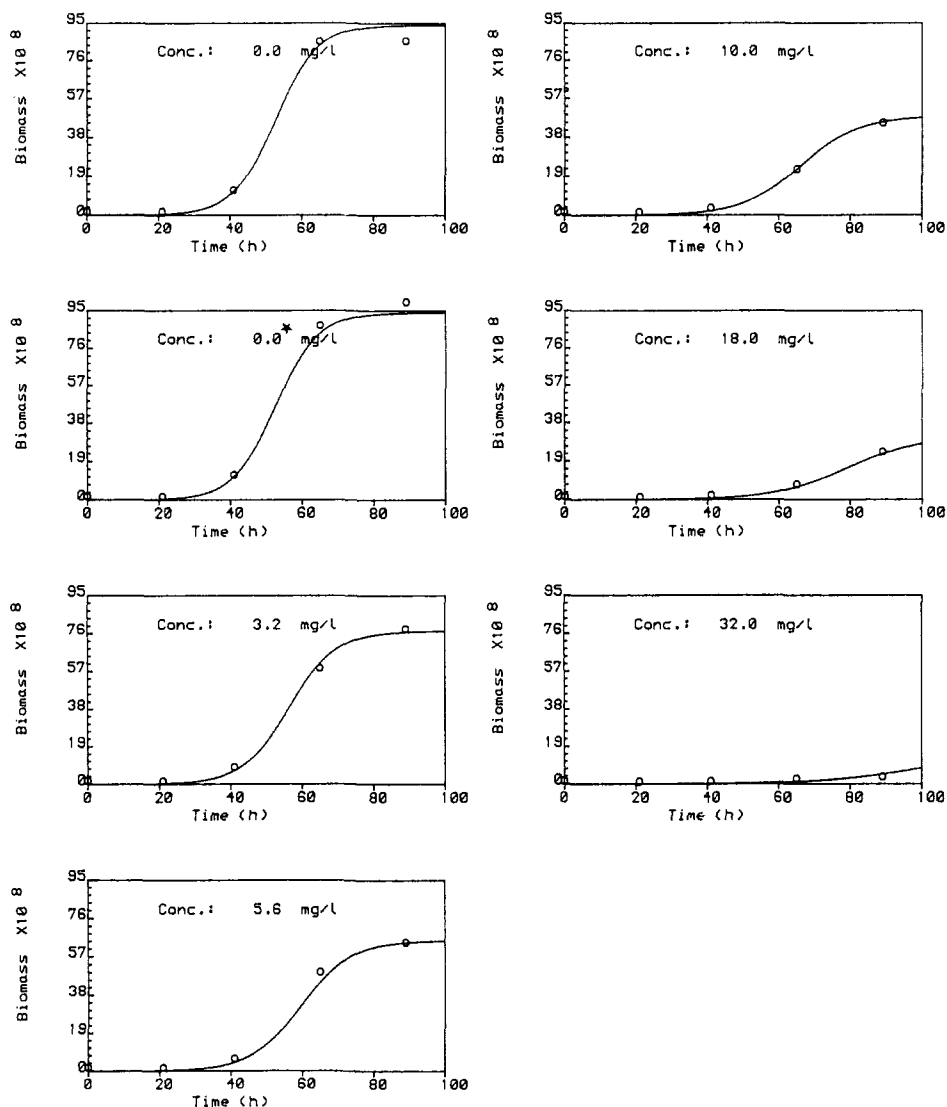 Biomass X10 8
95
76
57
38
19
0
Conc.: 0.0 mg/l
0 20 40 60 80 100
Time (h)
Biomass X10 8
95
76
57
38
19
0
Conc.: 10.0 mg/l
0 20 40 60 80 100
Time (h)
Biomass X10 8
95
76
57
38
19
0
Conc.: 0.0 * mg/l
0 20 40 60 80 100
Time (h)
Biomass X10 8
95
76
57
38
19
0
Conc.: 18.0 mg/l
0 20 40 60 80 100
Time (h)
Biomass X10 8
95
76
57
38
19
0
Conc.: 3.2 mg/l
0 20 40 60 80 100
Time (h)
Biomass X10 8
95
76
57
38
19
0
Conc.: 32.0 mg/l
0 20 40 60 80 100
Time (h)
Biomass X10 8
95
76
57
38
19
0
Conc.: 5.6 mg/l
0 20 40 60 80 100
Time (h)